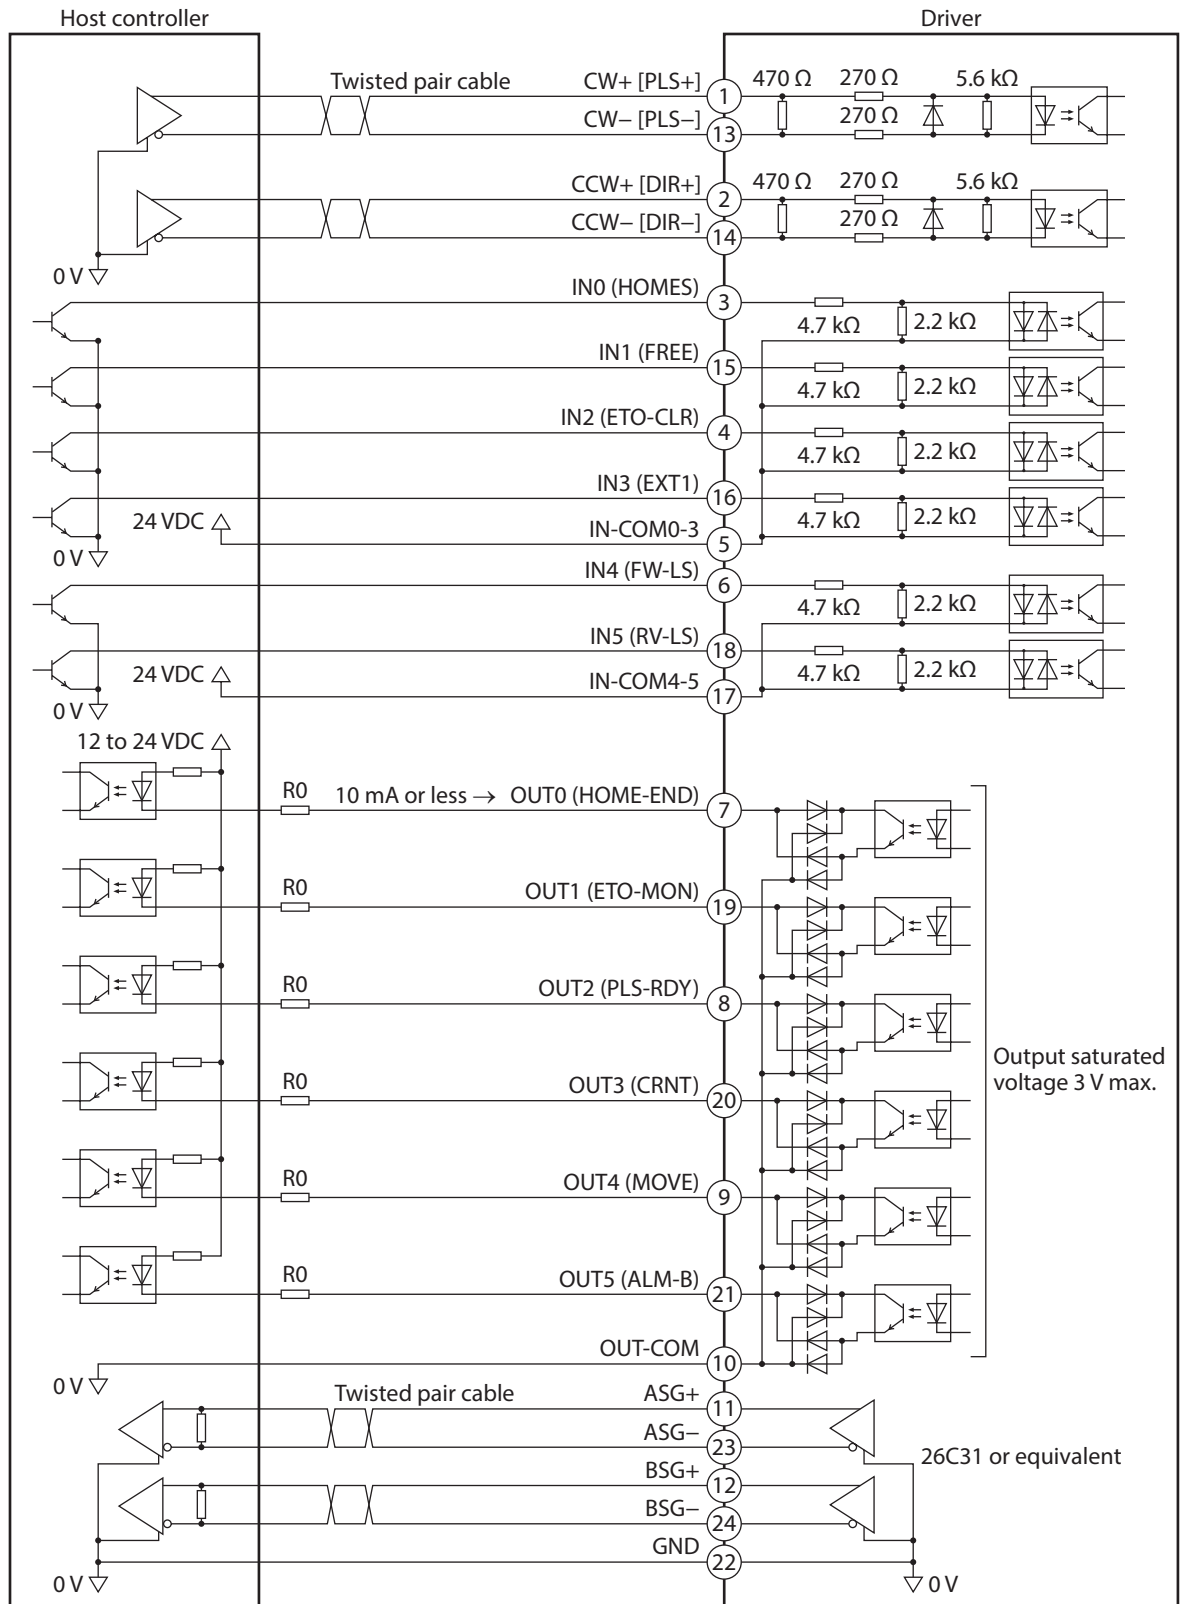 Host controller
Driver
Twisted pair cable
CW+ [PLS+]
1
470 Ω
270 Ω
5.6 kΩ
CW− [PLS−]
13
270 Ω
CCW+ [DIR+]
2
470 Ω
270 Ω
5.6 kΩ
CCW− [DIR−]
14
270 Ω
0 V
IN0 (HOMES)
3
4.7 kΩ
2.2 kΩ
IN1 (FREE)
15
4.7 kΩ
2.2 kΩ
IN2 (ETO-CLR)
4
4.7 kΩ
2.2 kΩ
IN3 (EXT1)
16
4.7 kΩ
2.2 kΩ
24 VDC
IN-COM0-3
5
0 V
IN4 (FW-LS)
6
4.7 kΩ
2.2 kΩ
IN5 (RV-LS)
18
4.7 kΩ
2.2 kΩ
24 VDC
IN-COM4-5
17
0 V
12 to 24 VDC
R0
10 mA or less →
OUT0 (HOME-END)
7
R0
OUT1 (ETO-MON)
19
R0
OUT2 (PLS-RDY)
8
Output saturated
voltage 3 V max.
R0
OUT3 (CRNT)
20
R0
OUT4 (MOVE)
9
R0
OUT5 (ALM-B)
21
OUT-COM
10
0 V
Twisted pair cable
ASG+
11
ASG−
23
26C31 or equivalent
BSG+
12
BSG−
24
GND
22
0 V
0 V